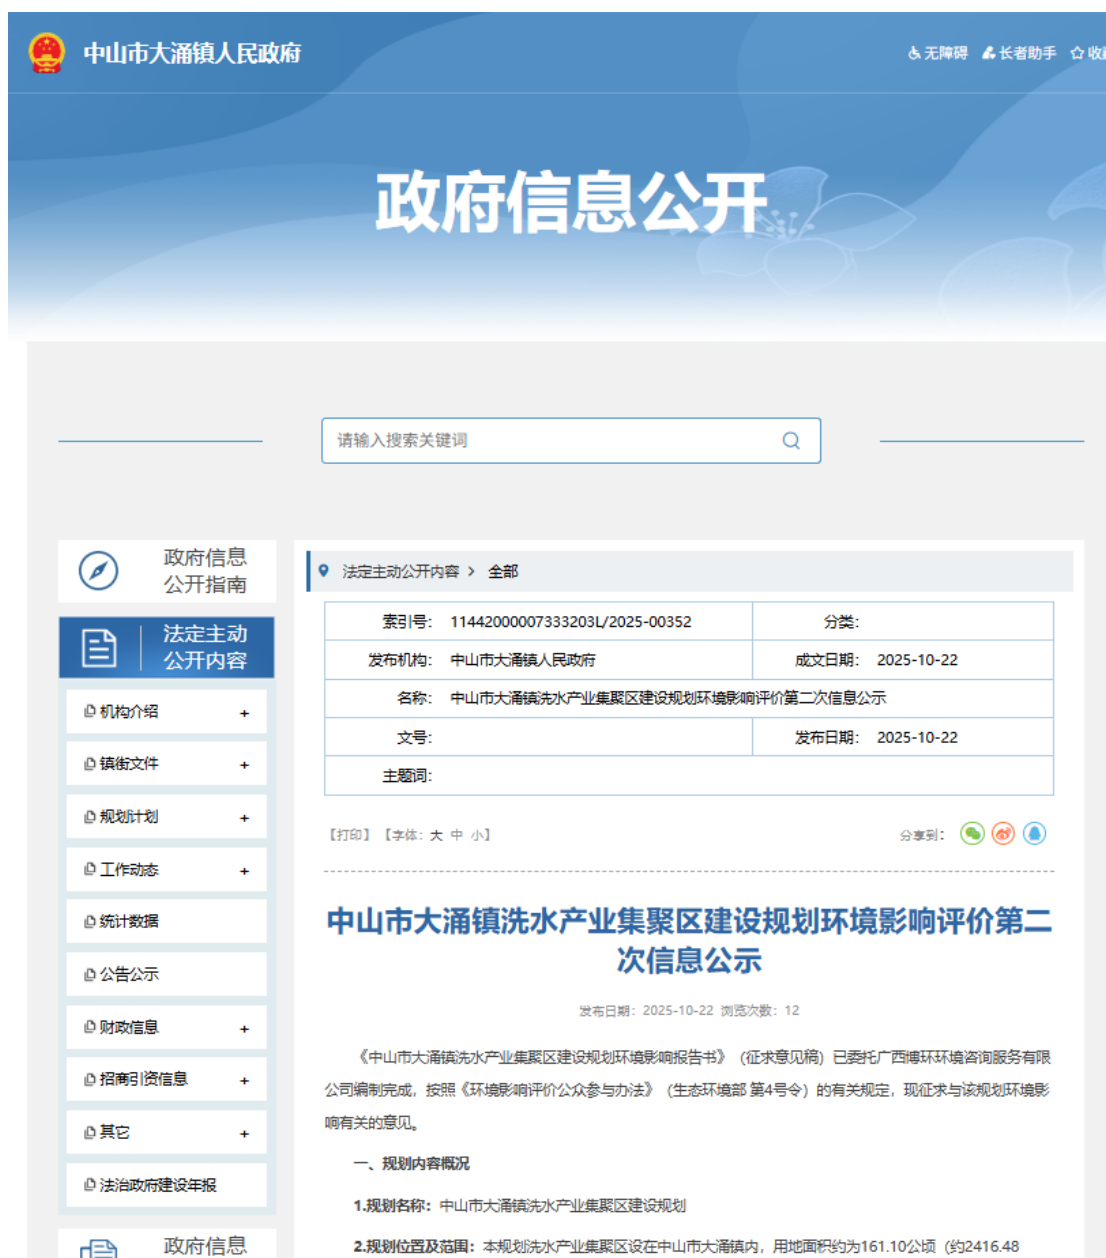 中山市大涌镇人民政府
无障碍 长者助手 收
政府信息公开
请输入搜索关键词
政府信息
公开指南
法定主动
公开内容
机构介绍 +
镇街文件 +
规划计划 +
工作动态 +
统计数据
公告公示
财政信息 +
招商引资信息 +
其它 +
法治政府建设年报
政府信息
法定主动公开内容 > 全部
索引号: 11442000007333203L/2025-00352 分类:
发布机构: 中山市大涌镇人民政府 成文日期: 2025-10-22
名称: 中山市大涌镇洗水产业集聚区建设规划环境影响评价第二次信息公示
文号: 发布日期: 2025-10-22
主题词:
【打印】 【字体: 大 中 小】 分享到:
中山市大涌镇洗水产业集聚区建设规划环境影响评价第二
次信息公示
发布日期: 2025-10-22 浏览次数: 12
《中山市大涌镇洗水产业集聚区建设规划环境影响报告书》（征求意见稿）已委托广西博环环境咨询服务有限
公司编制完成，按照《环境影响评价公众参与办法》（生态环境部 第4号令）的有关规定，现征求与该规划环境影
响有关的意见。
一、规划内容概况
1.规划名称：中山市大涌镇洗水产业集聚区建设规划
2.规划位置及范围：本规划洗水产业集聚区设在中山市大涌镇内，用地面积约为161.10公顷（约2416.48